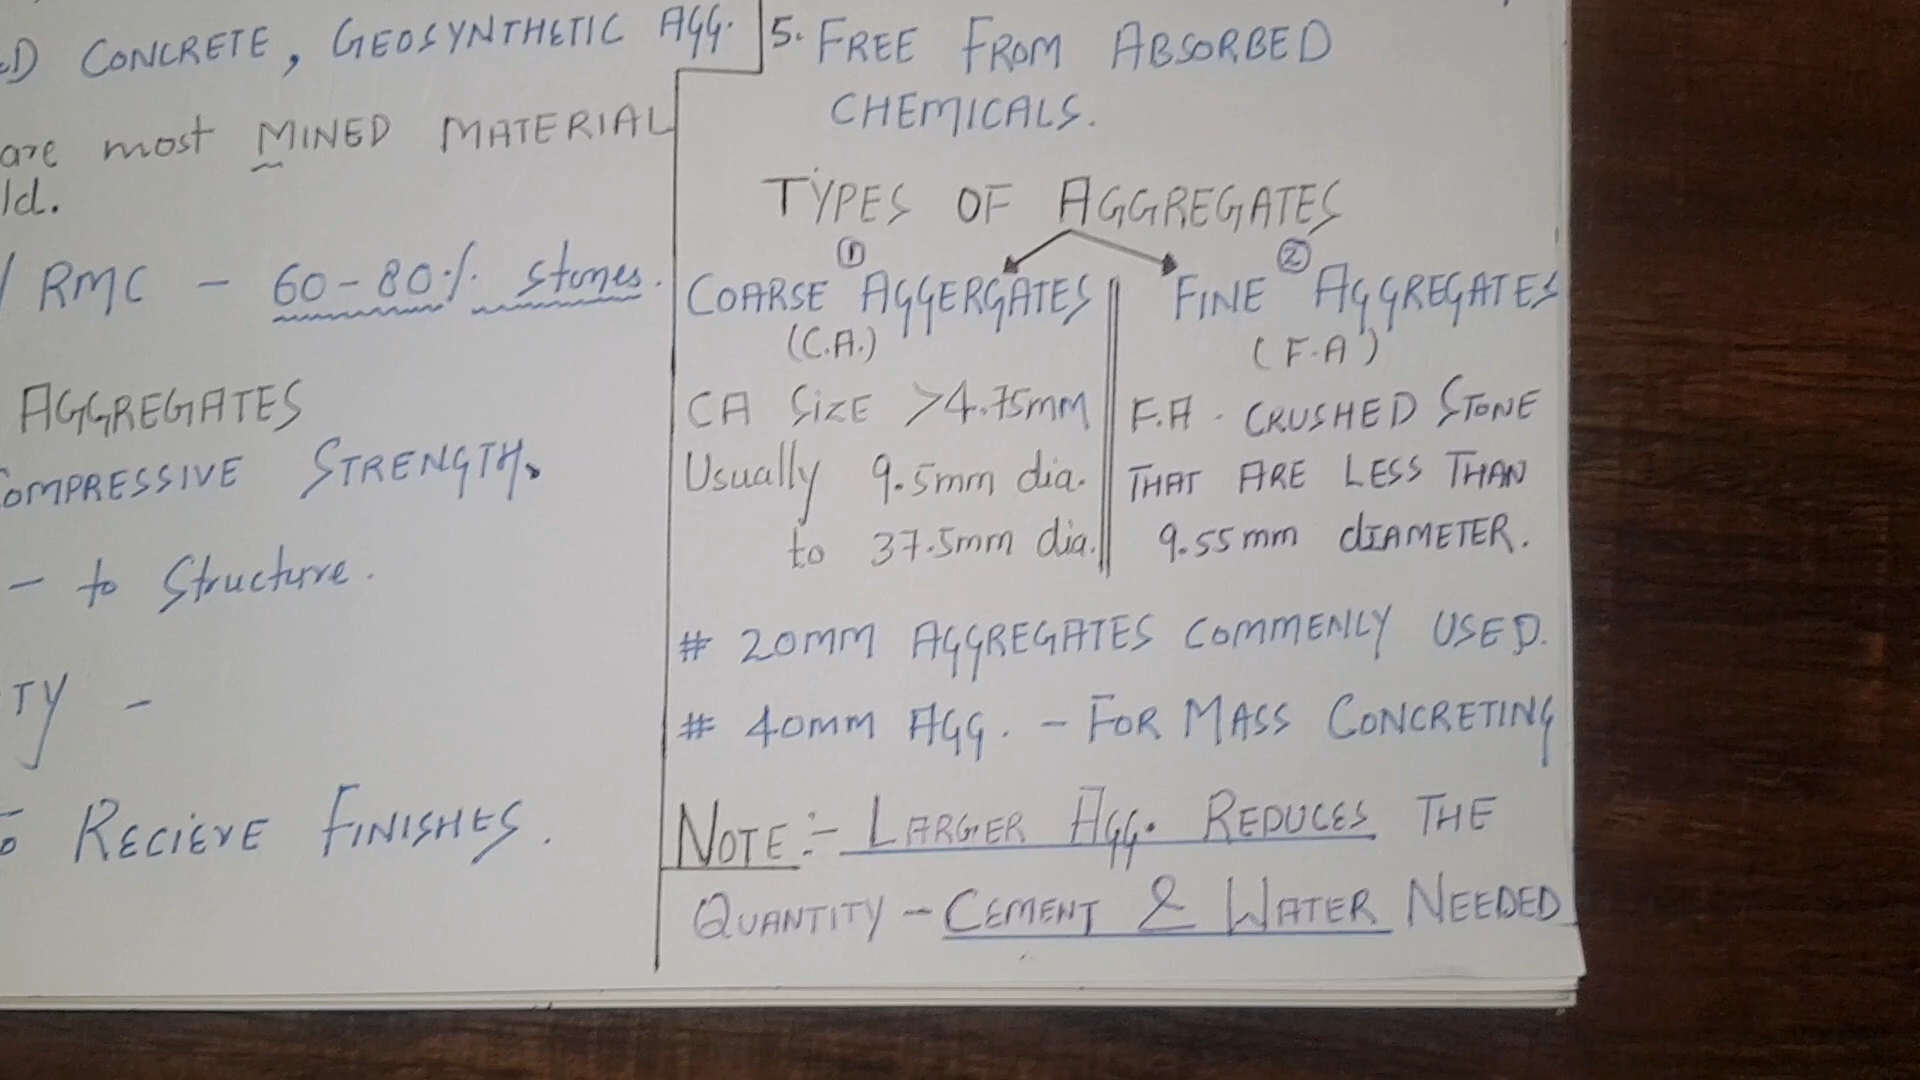 CONCRETE, GEOSYNTHETIC AGG.
are most MINED MATERIAL
ld.
/ RMC - 60-80% stones.
AGGREGATES
COMPRESSIVE STRENGTH.
- to Structure.
TY -
RECIEVE FINISHES.
5. FREE FROM ABSORBED
CHEMICALS.
TYPES OF AGGREGATES
① ②
COARSE AGGERGATES
(C.A.)
CA SIZE >4.75mm
Usually 9.5mm dia.
to 37.5mm dia.
FINE AGGREGATES
(F.A)
F.A. CRUSHED STONE
THAT ARE LESS THAN
9.55mm dIAMETER.
# 20MM AGGREGATES COMMENLY USED.
# 40MM AGG. - FOR MASS CONCRETING
NOTE:- LARGER AGG. REDUCES THE
QUANTITY - CEMENT & WATER NEEDED